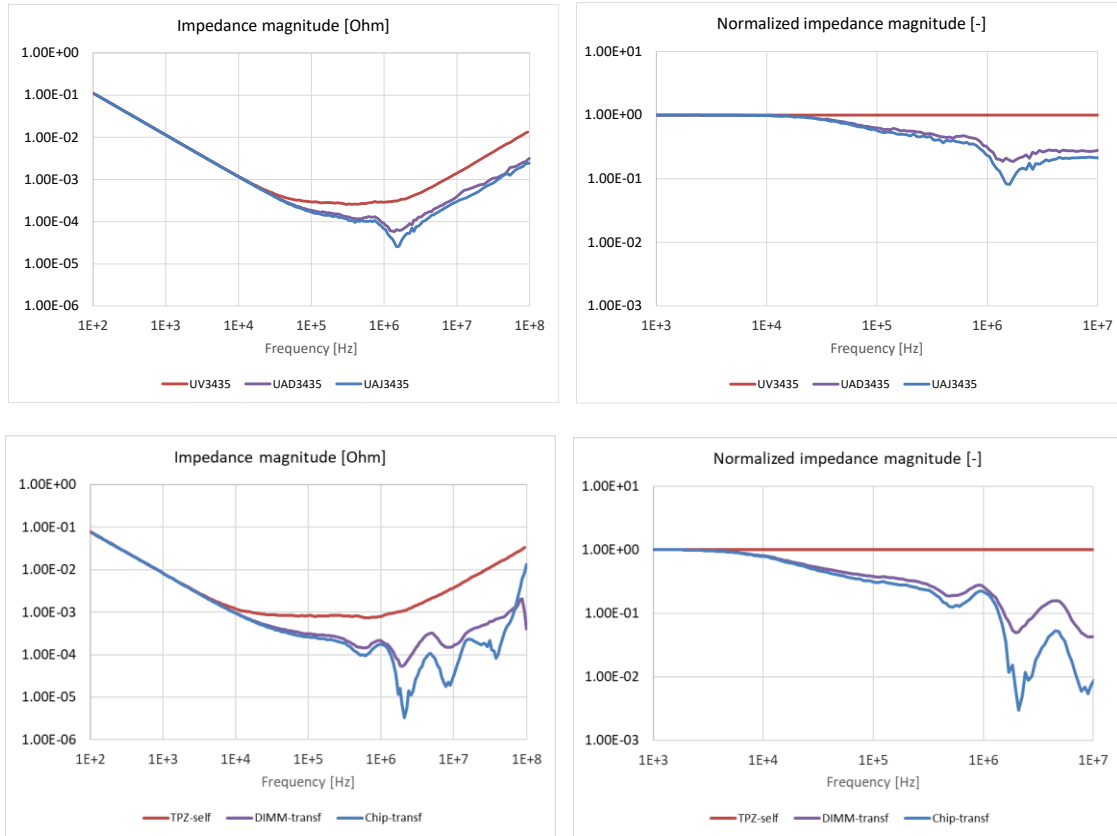 Impedance magnitude [Ohm]
1.00E+00
1.00E-01
1.00E-02
1.00E-03
1.00E-04
1.00E-05
1.00E-06
1E+2 1E+3 1E+4 1E+5 1E+6 1E+7 1E+8
Frequency [Hz]
UV3435 UAD3435 UAJ3435
Normalized impedance magnitude [-]
1.00E+01
1.00E+00
1.00E-01
1.00E-02
1.00E-03
1E+3 1E+4 1E+5 1E+6 1E+7
Frequency [Hz]
UV3435 UAD3435 UAJ3435
Impedance magnitude [Ohm]
1.00E+00
1.00E-01
1.00E-02
1.00E-03
1.00E-04
1.00E-05
1.00E-06
1E+2 1E+3 1E+4 1E+5 1E+6 1E+7 1E+8
Frequency [Hz]
TPZ-self DIMM-transf Chip-transf
Normalized impedance magnitude [-]
1.00E+01
1.00E+00
1.00E-01
1.00E-02
1.00E-03
1E+3 1E+4 1E+5 1E+6 1E+7
Frequency [Hz]
TPZ-self DIMM-transf Chip-transf